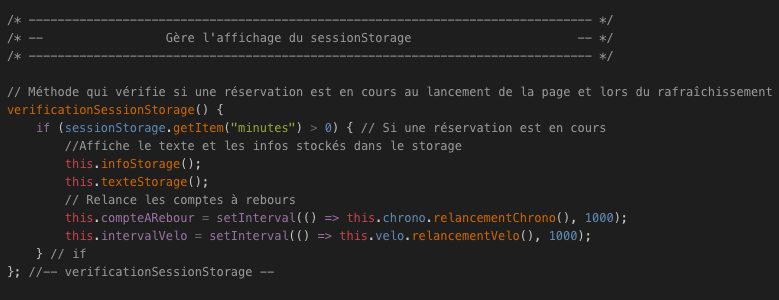 /* ------------------------------------------------------------------------------ */
/* --                 Gère l'affichage du sessionStorage                       -- */
/* ------------------------------------------------------------------------------ */
// Méthode qui vérifie si une réservation est en cours au lancement de la page et lors du rafraîchissement
verificationSessionStorage() {
    if (sessionStorage.getItem("minutes") > 0) { // Si une réservation est en cours
        //Affiche le texte et les infos stockés dans le storage
        this.infoStorage();
        this.texteStorage();
        // Relance les comptes à rebours
        this.compteARebour = setInterval(() => this.chrono.relancementChrono(), 1000);
        this.intervalVelo = setInterval(() => this.velo.relancementVelo(), 1000);
    } // if
}; //-- verificationSessionStorage --